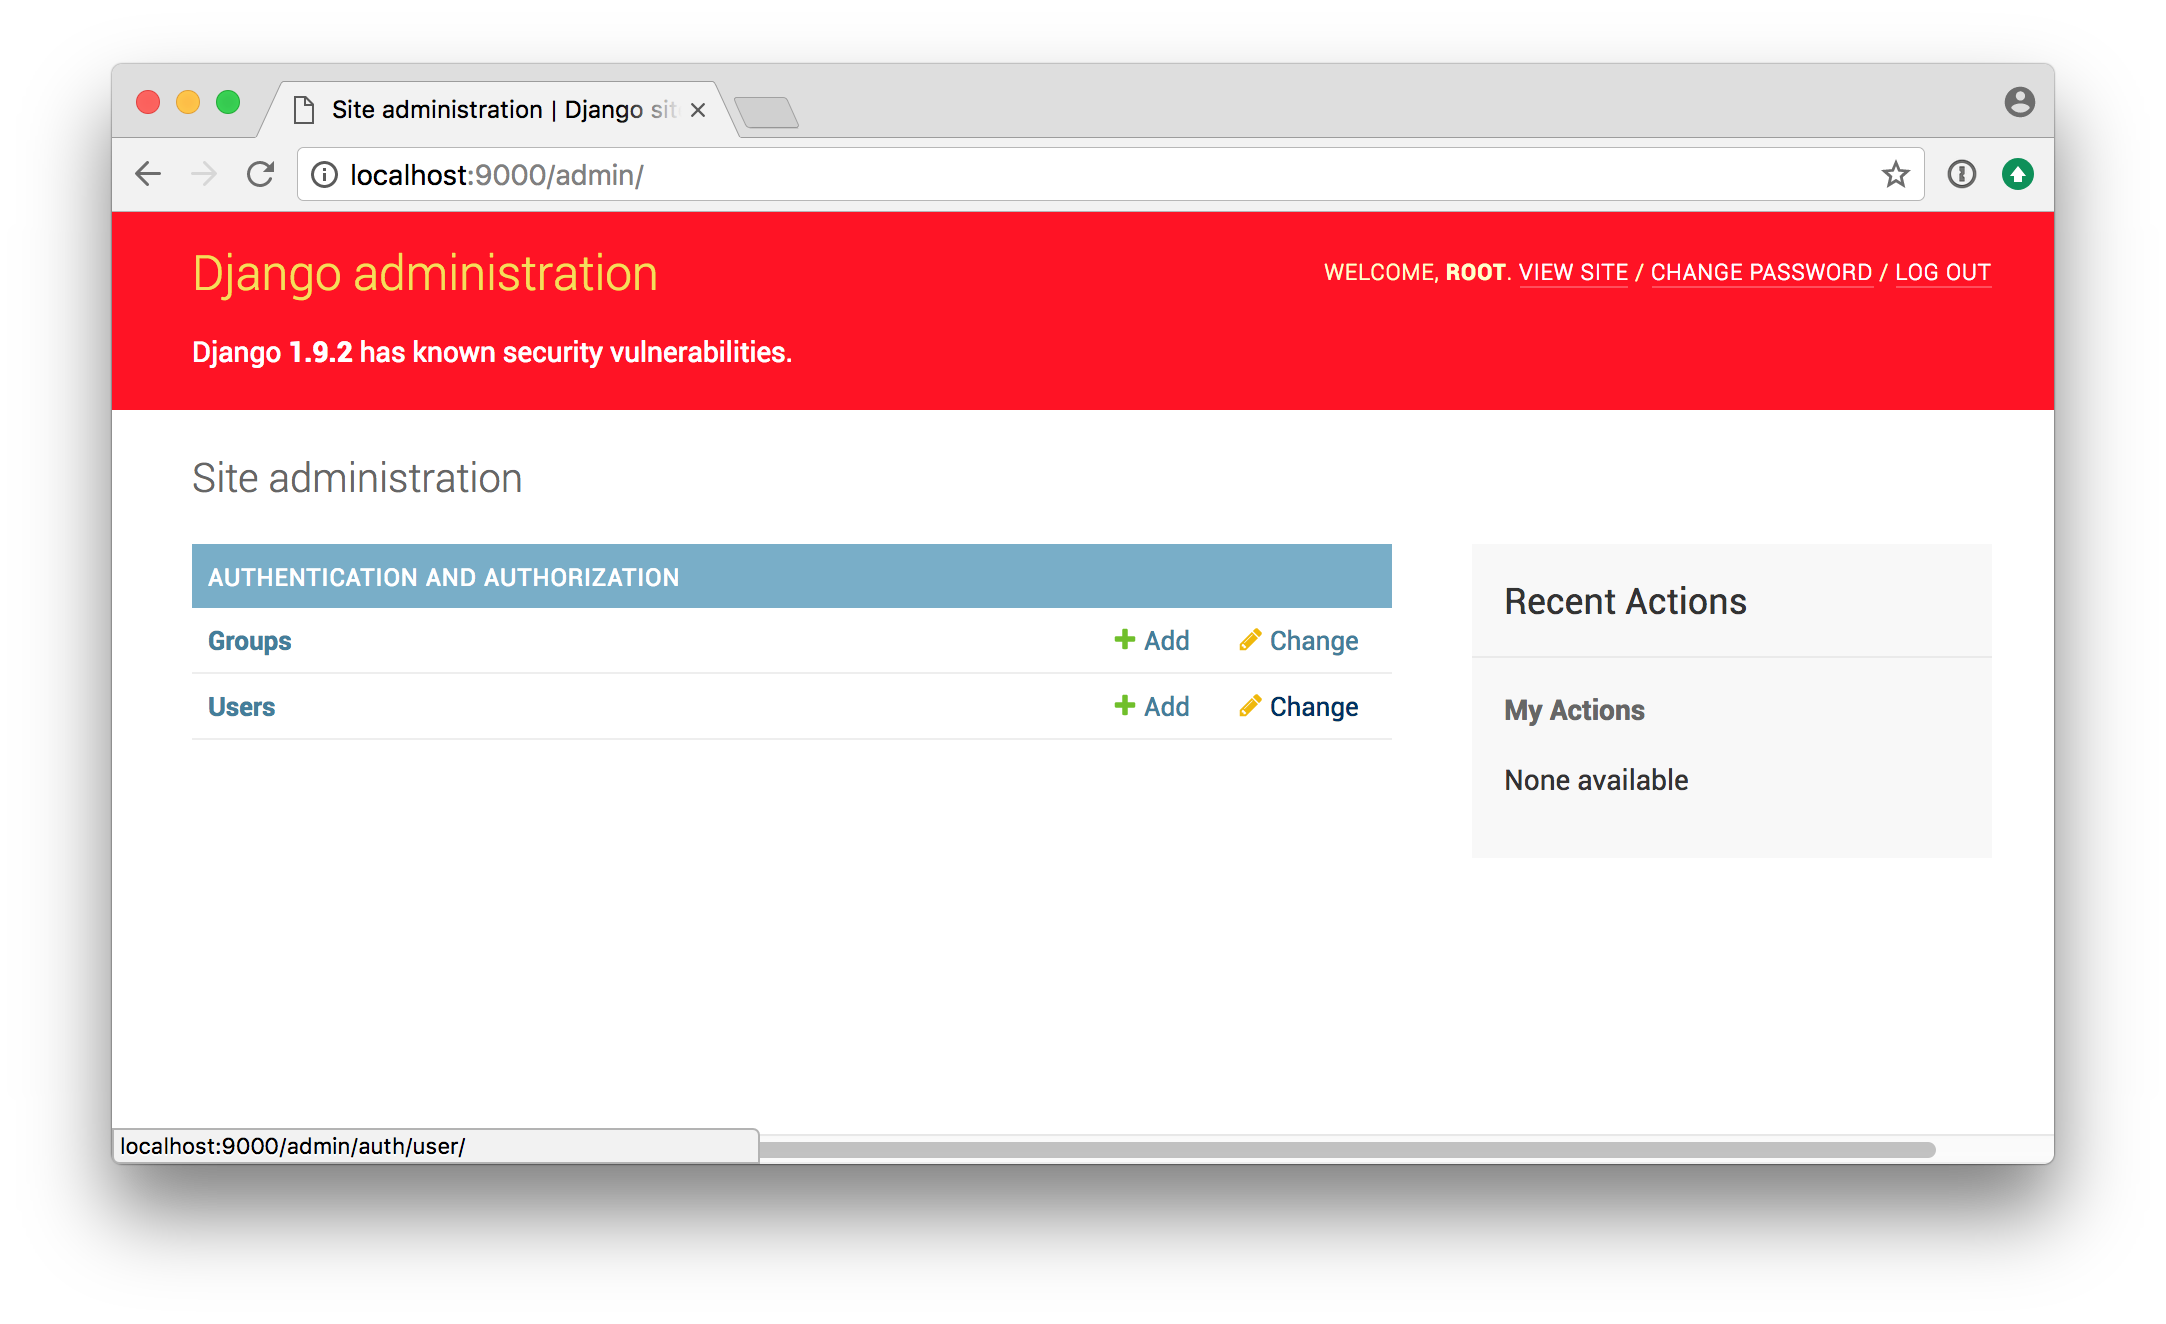 Site administration | Django sit
localhost:9000/admin/
Django administration
WELCOME, ROOT. VIEW SITE / CHANGE PASSWORD / LOG OUT
Django 1.9.2 has known security vulnerabilities.
Site administration
AUTHENTICATION AND AUTHORIZATION
Groups Add Change
Users Add Change
Recent Actions
My Actions
None available
localhost:9000/admin/auth/user/